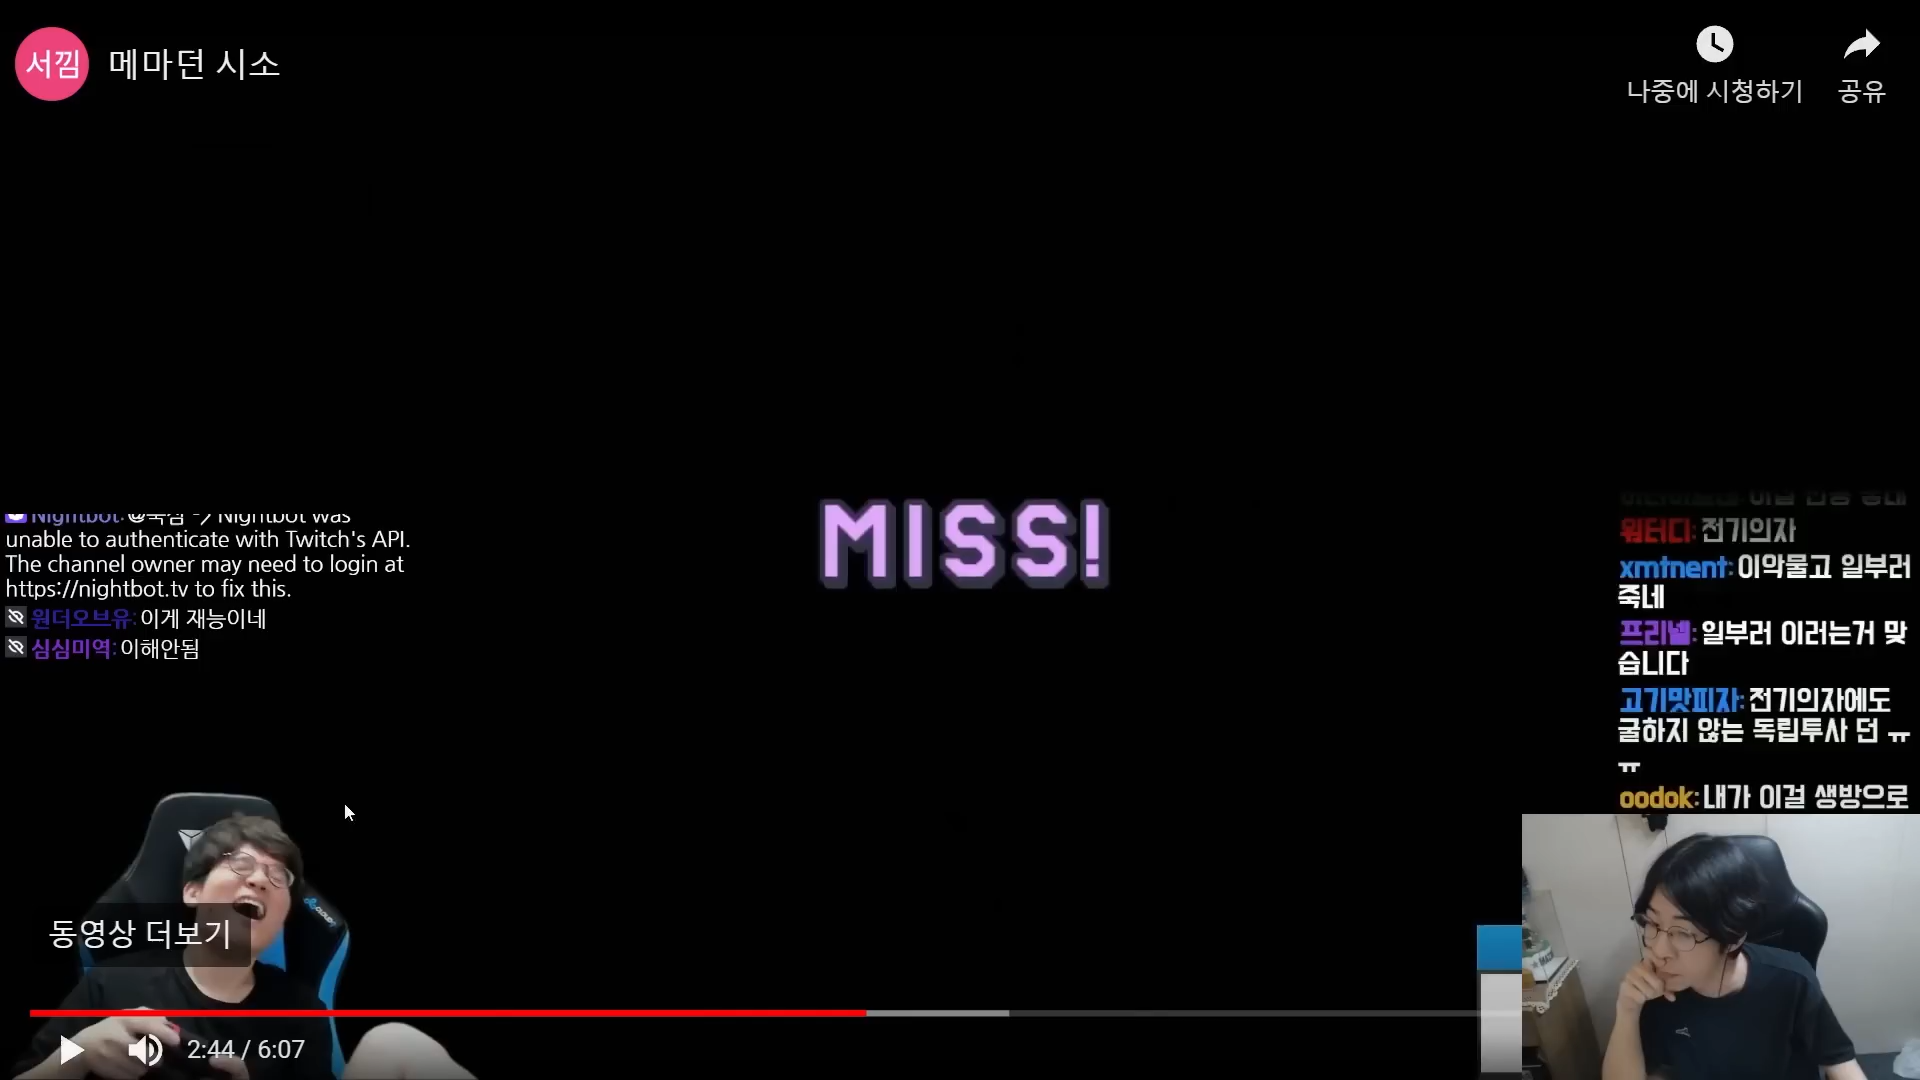 서낌 메마던 시소
나중에 시청하기 공유
MISS!
Nightbot: was
unable to authenticate with Twitch's API.
The channel owner may need to login at
https://nightbot.tv to fix this.
원더오브유: 이게 재능이네
심심미역: 이해안됨
워터디: 전기의자
xmtnent: 이악물고 일부러
죽네
프리넬: 일부러 이러는거 맞
습니다
고기맛피자: 전기의자에도
굴하지 않는 독립투사 던 ㅠ
ㅠ
oodok: 내가 이걸 생방으로
동영상 더보기
2:44 / 6:07